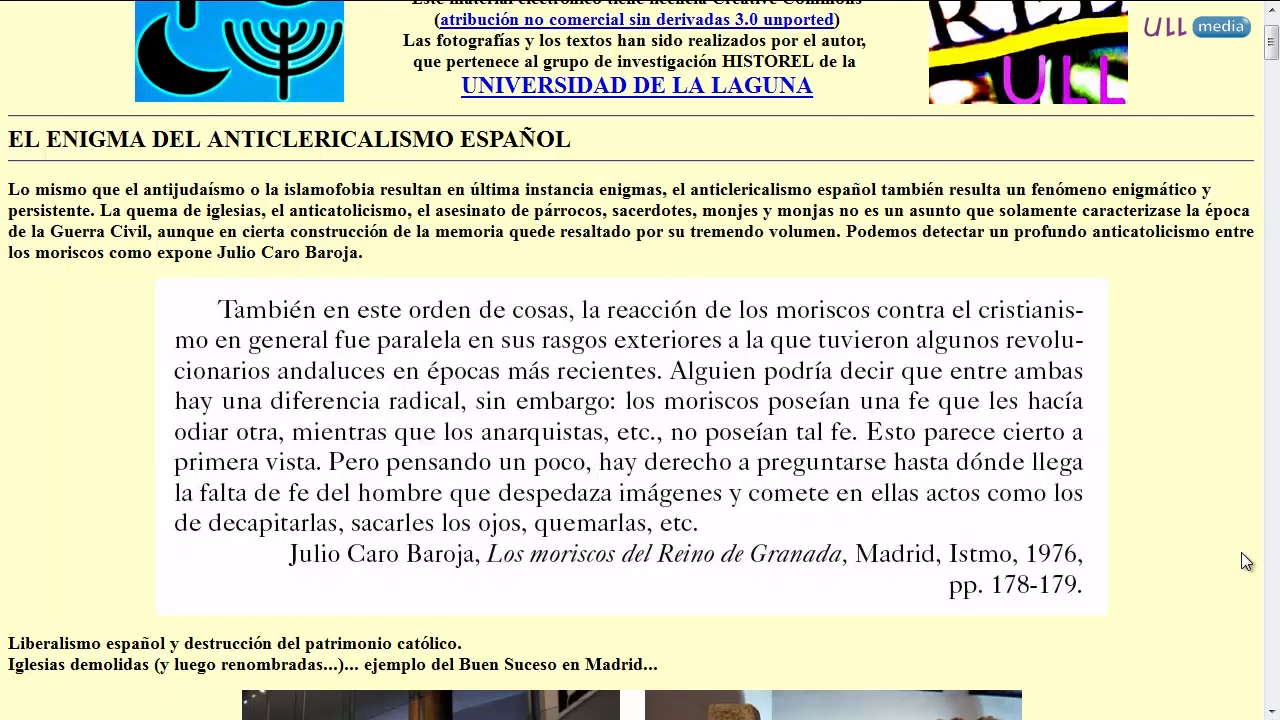 Este material electrónico tiene licencia Creative Commons
(atribución no comercial sin derivadas 3.0 unported)
Las fotografías y los textos han sido realizados por el autor,
que pertenece al grupo de investigación HISTOREL de la
UNIVERSIDAD DE LA LAGUNA
REL
ULL
ULL media
EL ENIGMA DEL ANTICLERICALISMO ESPAÑOL
Lo mismo que el antijudaísmo o la islamofobia resultan en última instancia enigmas, el anticlericalismo español también resulta un fenómeno enigmático y
persistente. La quema de iglesias, el anticatolicismo, el asesinato de párrocos, sacerdotes, monjes y monjas no es un asunto que solamente caracterizase la época
de la Guerra Civil, aunque en cierta construcción de la memoria quede resaltado por su tremendo volumen. Podemos detectar un profundo anticatolicismo entre
los moriscos como expone Julio Caro Baroja.
También en este orden de cosas, la reacción de los moriscos contra el cristianis-
mo en general fue paralela en sus rasgos exteriores a la que tuvieron algunos revolu-
cionarios andaluces en épocas más recientes. Alguien podría decir que entre ambas
hay una diferencia radical, sin embargo: los moriscos poseían una fe que les hacía
odiar otra, mientras que los anarquistas, etc., no poseían tal fe. Esto parece cierto a
primera vista. Pero pensando un poco, hay derecho a preguntarse hasta dónde llega
la falta de fe del hombre que despedaza imágenes y comete en ellas actos como los
de decapitarlas, sacarles los ojos, quemarlas, etc.
Julio Caro Baroja, Los moriscos del Reino de Granada, Madrid, Istmo, 1976,
pp. 178-179.
Liberalismo español y destrucción del patrimonio católico.
Iglesias demolidas (y luego renombradas...)... ejemplo del Buen Suceso en Madrid...